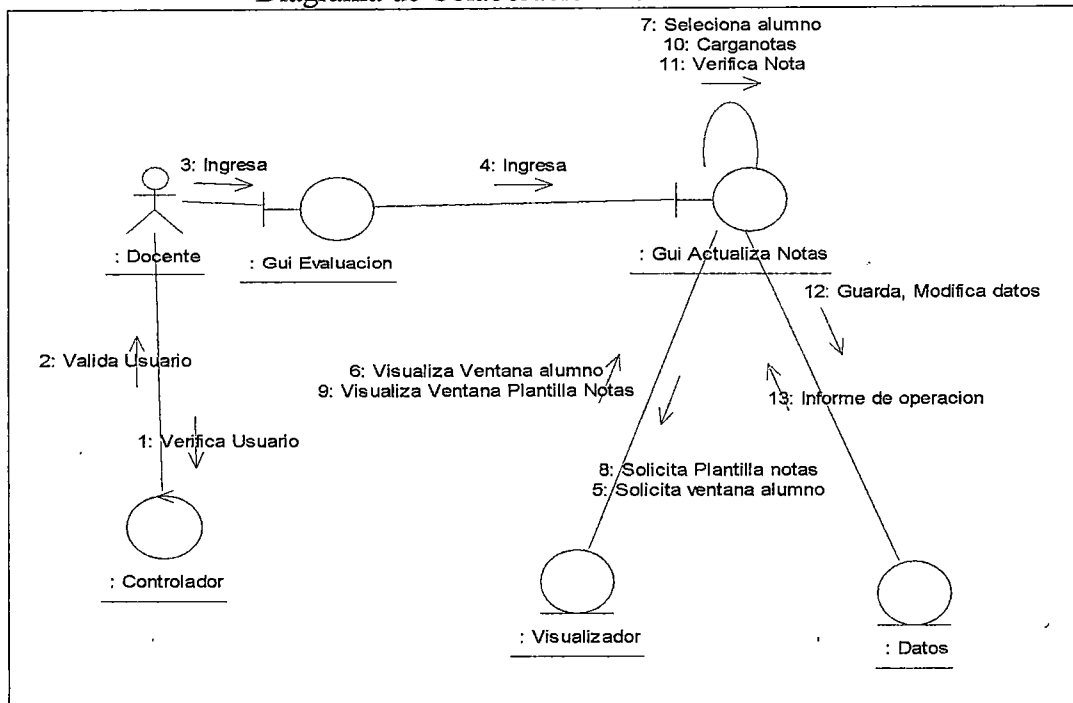 Diagrama de
7: Seleciona alumno
10: Carganotas
11: Verifica Nota
3: Ingresa
4: Ingresa
: Docente
: Gui Evaluacion
: Gui Actualiza Notas
12: Guarda, Modifica datos
2: Valida Usuario
6: Visualiza Ventana alumno
9: Visualiza Ventana Plantilla Notas
13: Informe de operacion
1: Verifica Usuario
8: Solicita Plantilla notas
5: Solicita ventana alumno
: Controlador
: Visualizador
: Datos